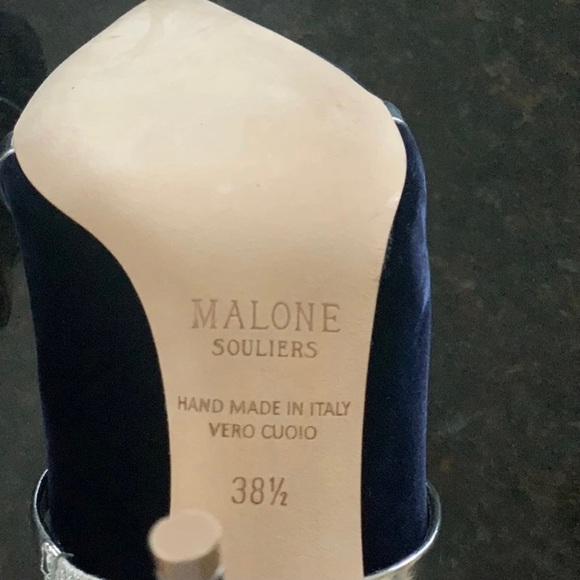 MALONE
SOULIERS
HAND MADE IN ITALY
VERO CUOIO
38½